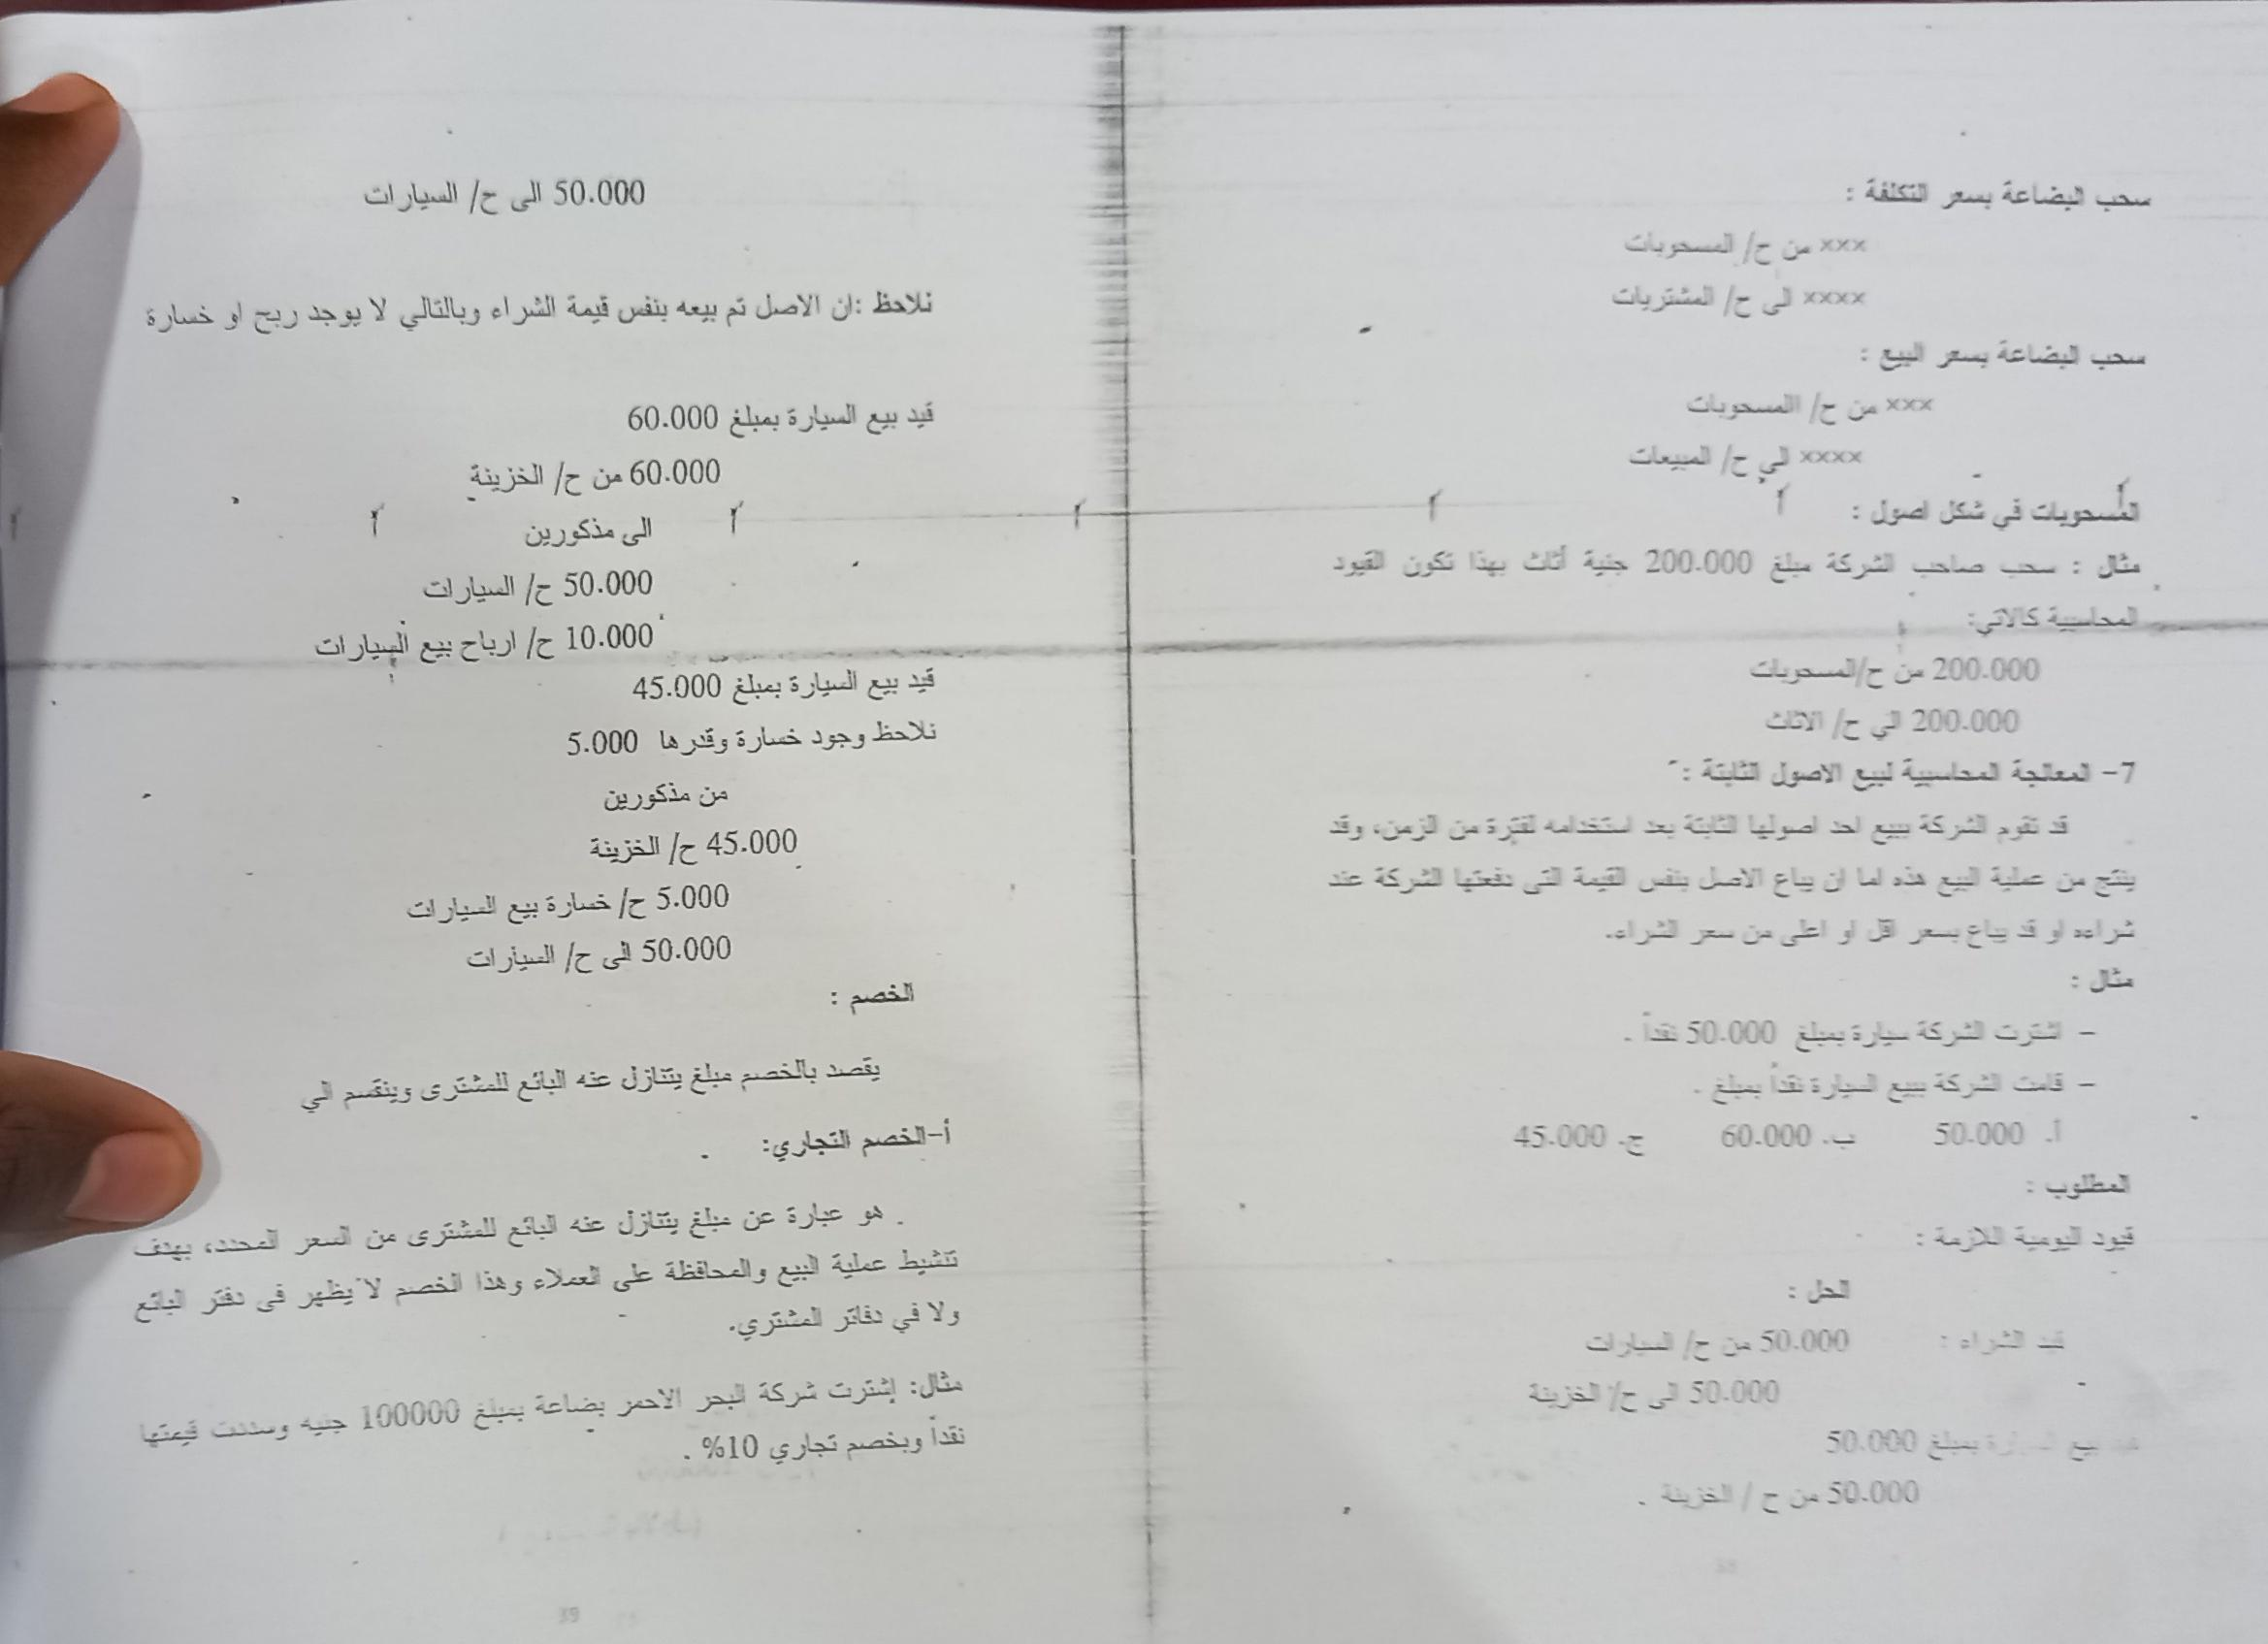 سحب البضاعة بسعر التكلفة :
xxx من ح/ المسحوبات
xxxx الى ح/ المشتريات
سحب البضاعة بسعر البيع :
xxx من ح/ االمسحوبات
xxxx الي ح/ المبيعات
المسحوبات في شكل اصول :
مثال : سحب صاحب الشركة مبلغ 200.000 جنية أثاث بهذا تكون القيود
المحاسبية كالاتي:
200.000 من ح/المسحوبات
200.000 الي ح/ الاثاث
7- المعالجة المحاسبية لبيع الاصول الثابتة :
قد تقوم الشركة ببيع احد اصولها الثابتة بعد استخدامه لفترة من الزمن، وقد
ينتج من عملية البيع هذه اما ان يباع الاصل بنفس القيمة التى دفعتها الشركة عند
شراءه او قد يباع بسعر اقل او اعلى من سعر الشراء.
مثال :
- اشترت الشركة سيارة بمبلغ 50.000 نقداً .
- قامت الشركة ببيع السيارة نقداً بمبلغ .
أ. 50.000 ب. 60.000 ج. 45.000
المطلوب :
قيود اليومية اللازمة :
الحل :
قيد الشراء : 50.000 من ح/ السيارات
50.000 الى ح/ الخزينة
قيد بيع السيارة بمبلغ 50.000
50.000 من ح / الخزينة .
50.000 الى ح/ السيارات
نلاحظ :ان الاصل تم بيعه بنفس قيمة الشراء وبالتالي لا يوجد ربح او خسارة
قيد بيع السيارة بمبلغ 60.000
60.000 من ح/ الخزينة
الى مذكورين
50.000 ح/ السيارات
10.000 ح/ ارباح بيع السيارات
قيد بيع السيارة بمبلغ 45.000
نلاحظ وجود خسارة وقدرها 5.000
من مذكورين
45.000 ح/ الخزينة
5.000 ح/ خسارة بيع السيارات
50.000 الى ح/ السيارات
الخصم :
يقصد بالخصم مبلغ يتنازل عنه البائع للمشترى وينقسم الي
أ-الخصم التجاري:
هو عبارة عن مبلغ يتنازل عنه البائع للمشترى من السعر المحدد، بهدف
تنشيط عملية البيع والمحافظة على العملاء وهذا الخصم لا يظهر فى دفتر البائع
ولا في دفاتر المشتري.
مثال: إشترت شركة البحر الاحمر بضاعة بمبلغ 100000 جنيه وسددت قيمتها
نقداً وبخصم تجاري 10% .
39